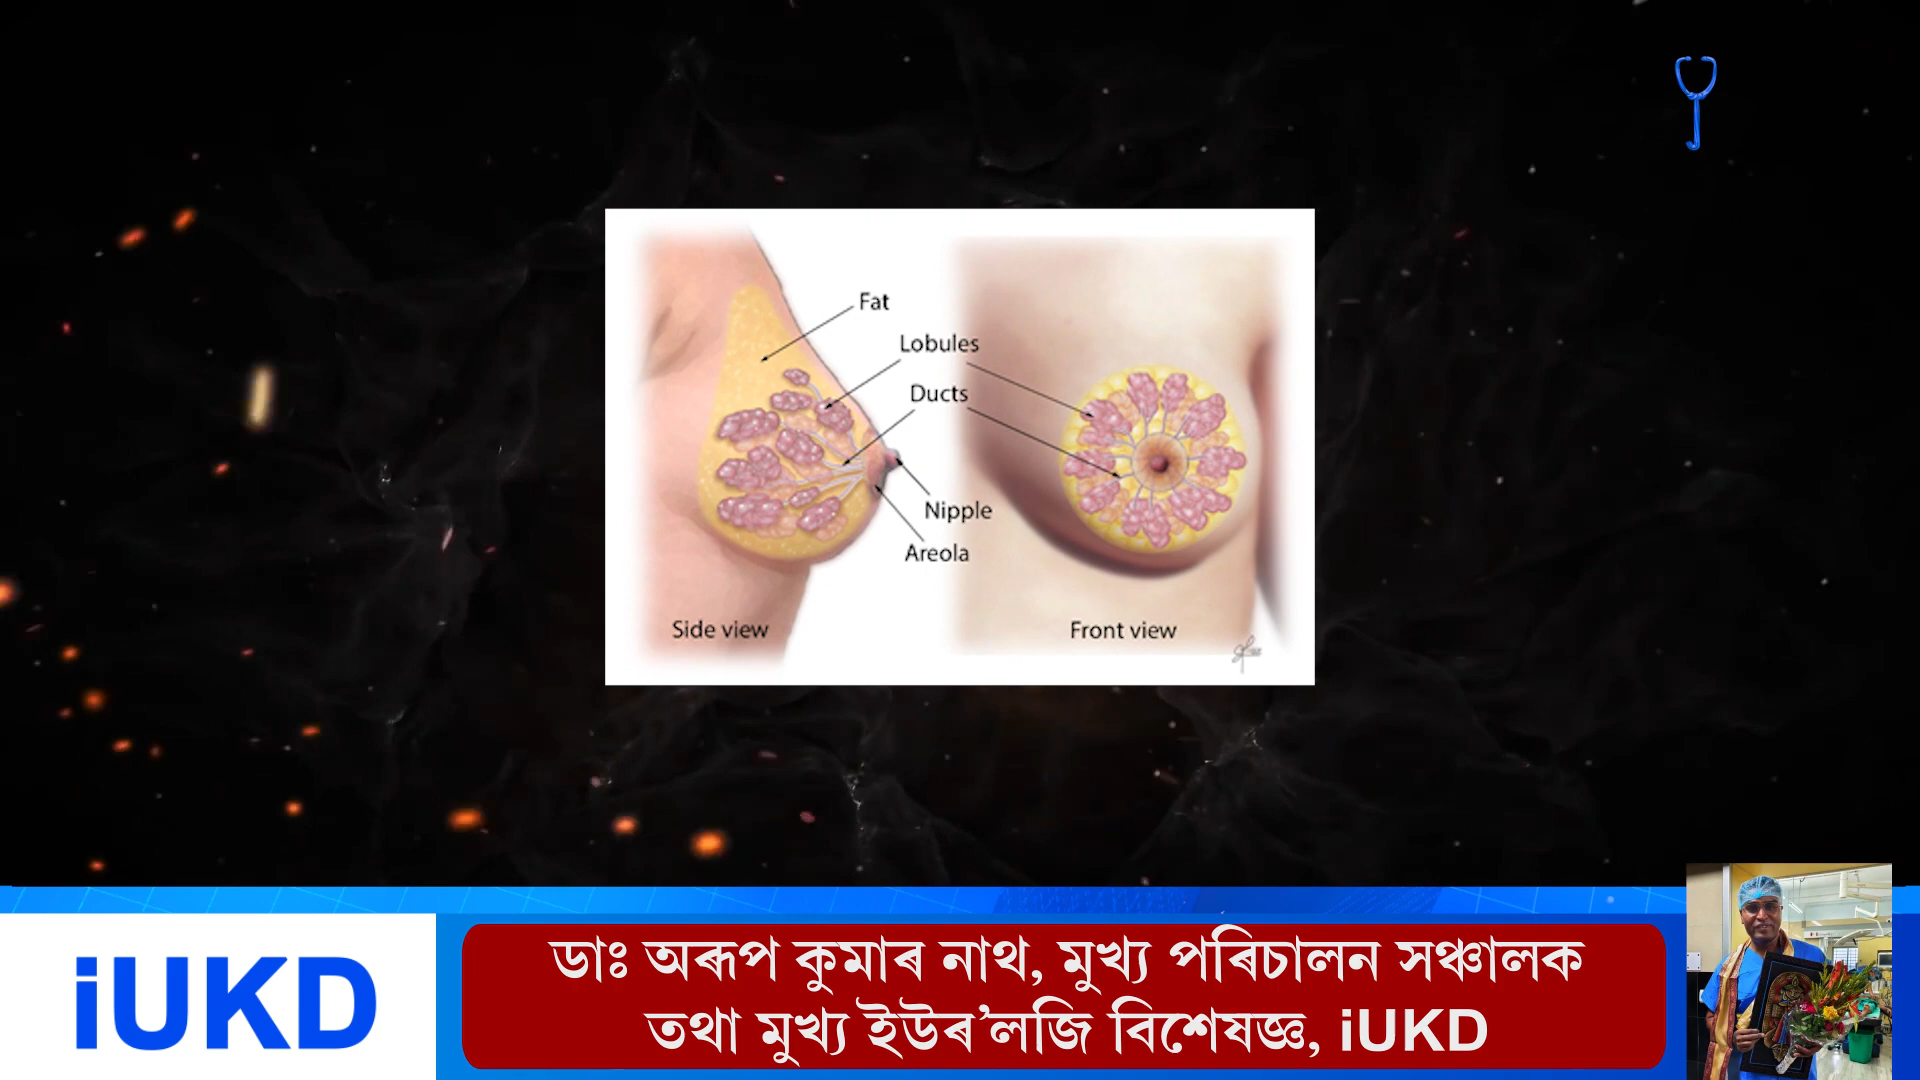 Fat
Lobules
Ducts
Nipple
Areola
Side view
Front view
iUKD
ডাঃ অৰূপ কুমাৰ নাথ, মুখ্য পৰিচালন সঞ্চালক
তথা মুখ্য ইউৰ'লজি বিশেষজ্ঞ, iUKD